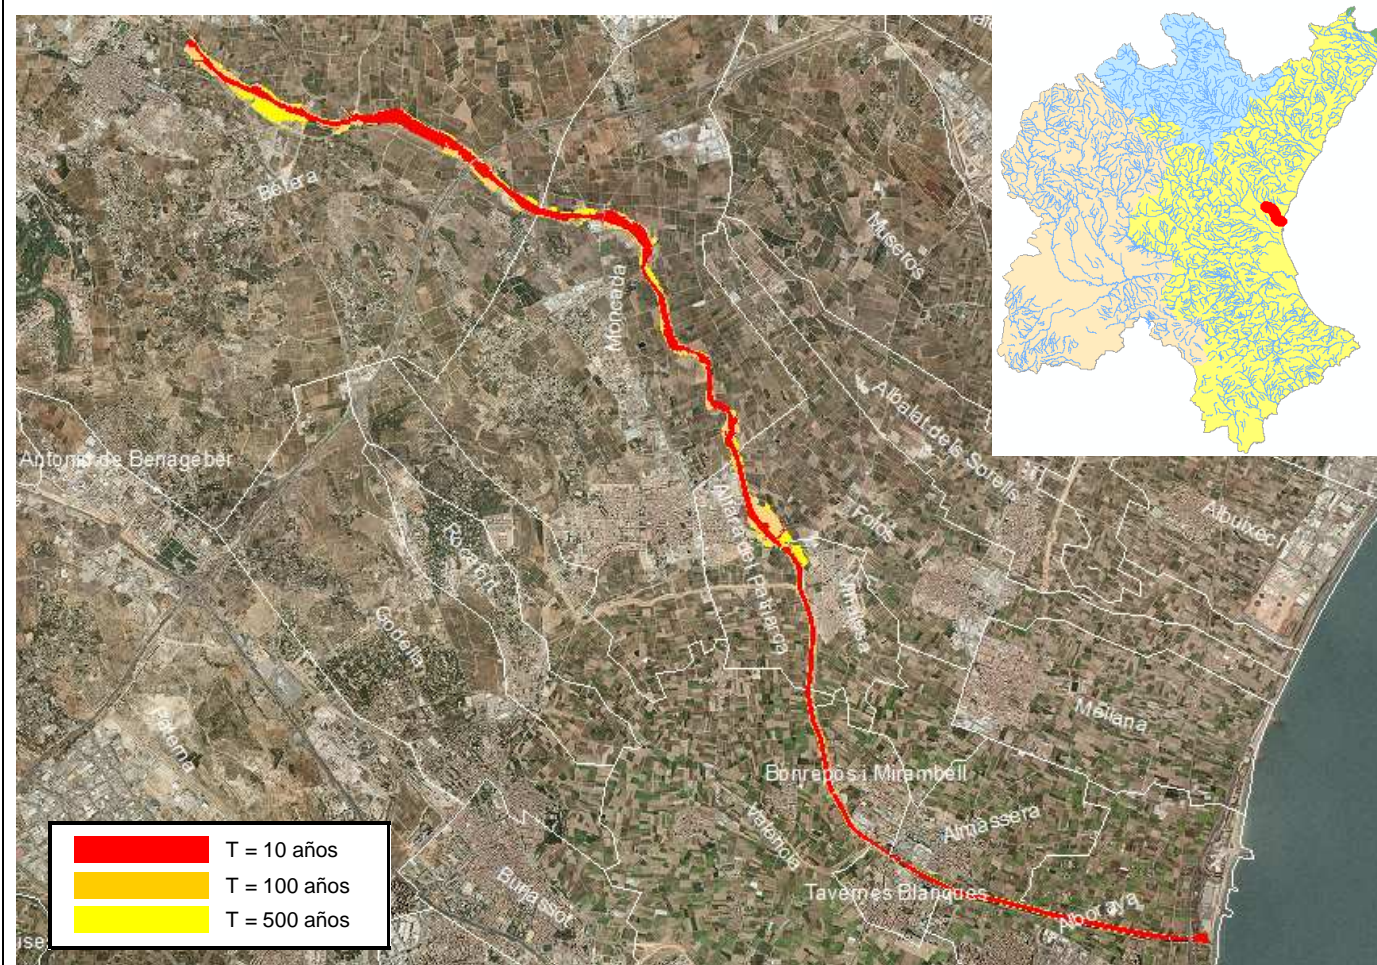 Bétera
Museros
Moncada
Albalat dels Sorells
Antonio de Benageber
Albuixech
Foios
Alfara del Patriarca
Rocafort
Vinalesa
Godella
Meliana
Paterna
Bonrepòs i Mirambell
Almàssera
Valencia
T = 10 años
T = 100 años
T = 500 años
Burjassot
Tavernes Blanques
Alboraya